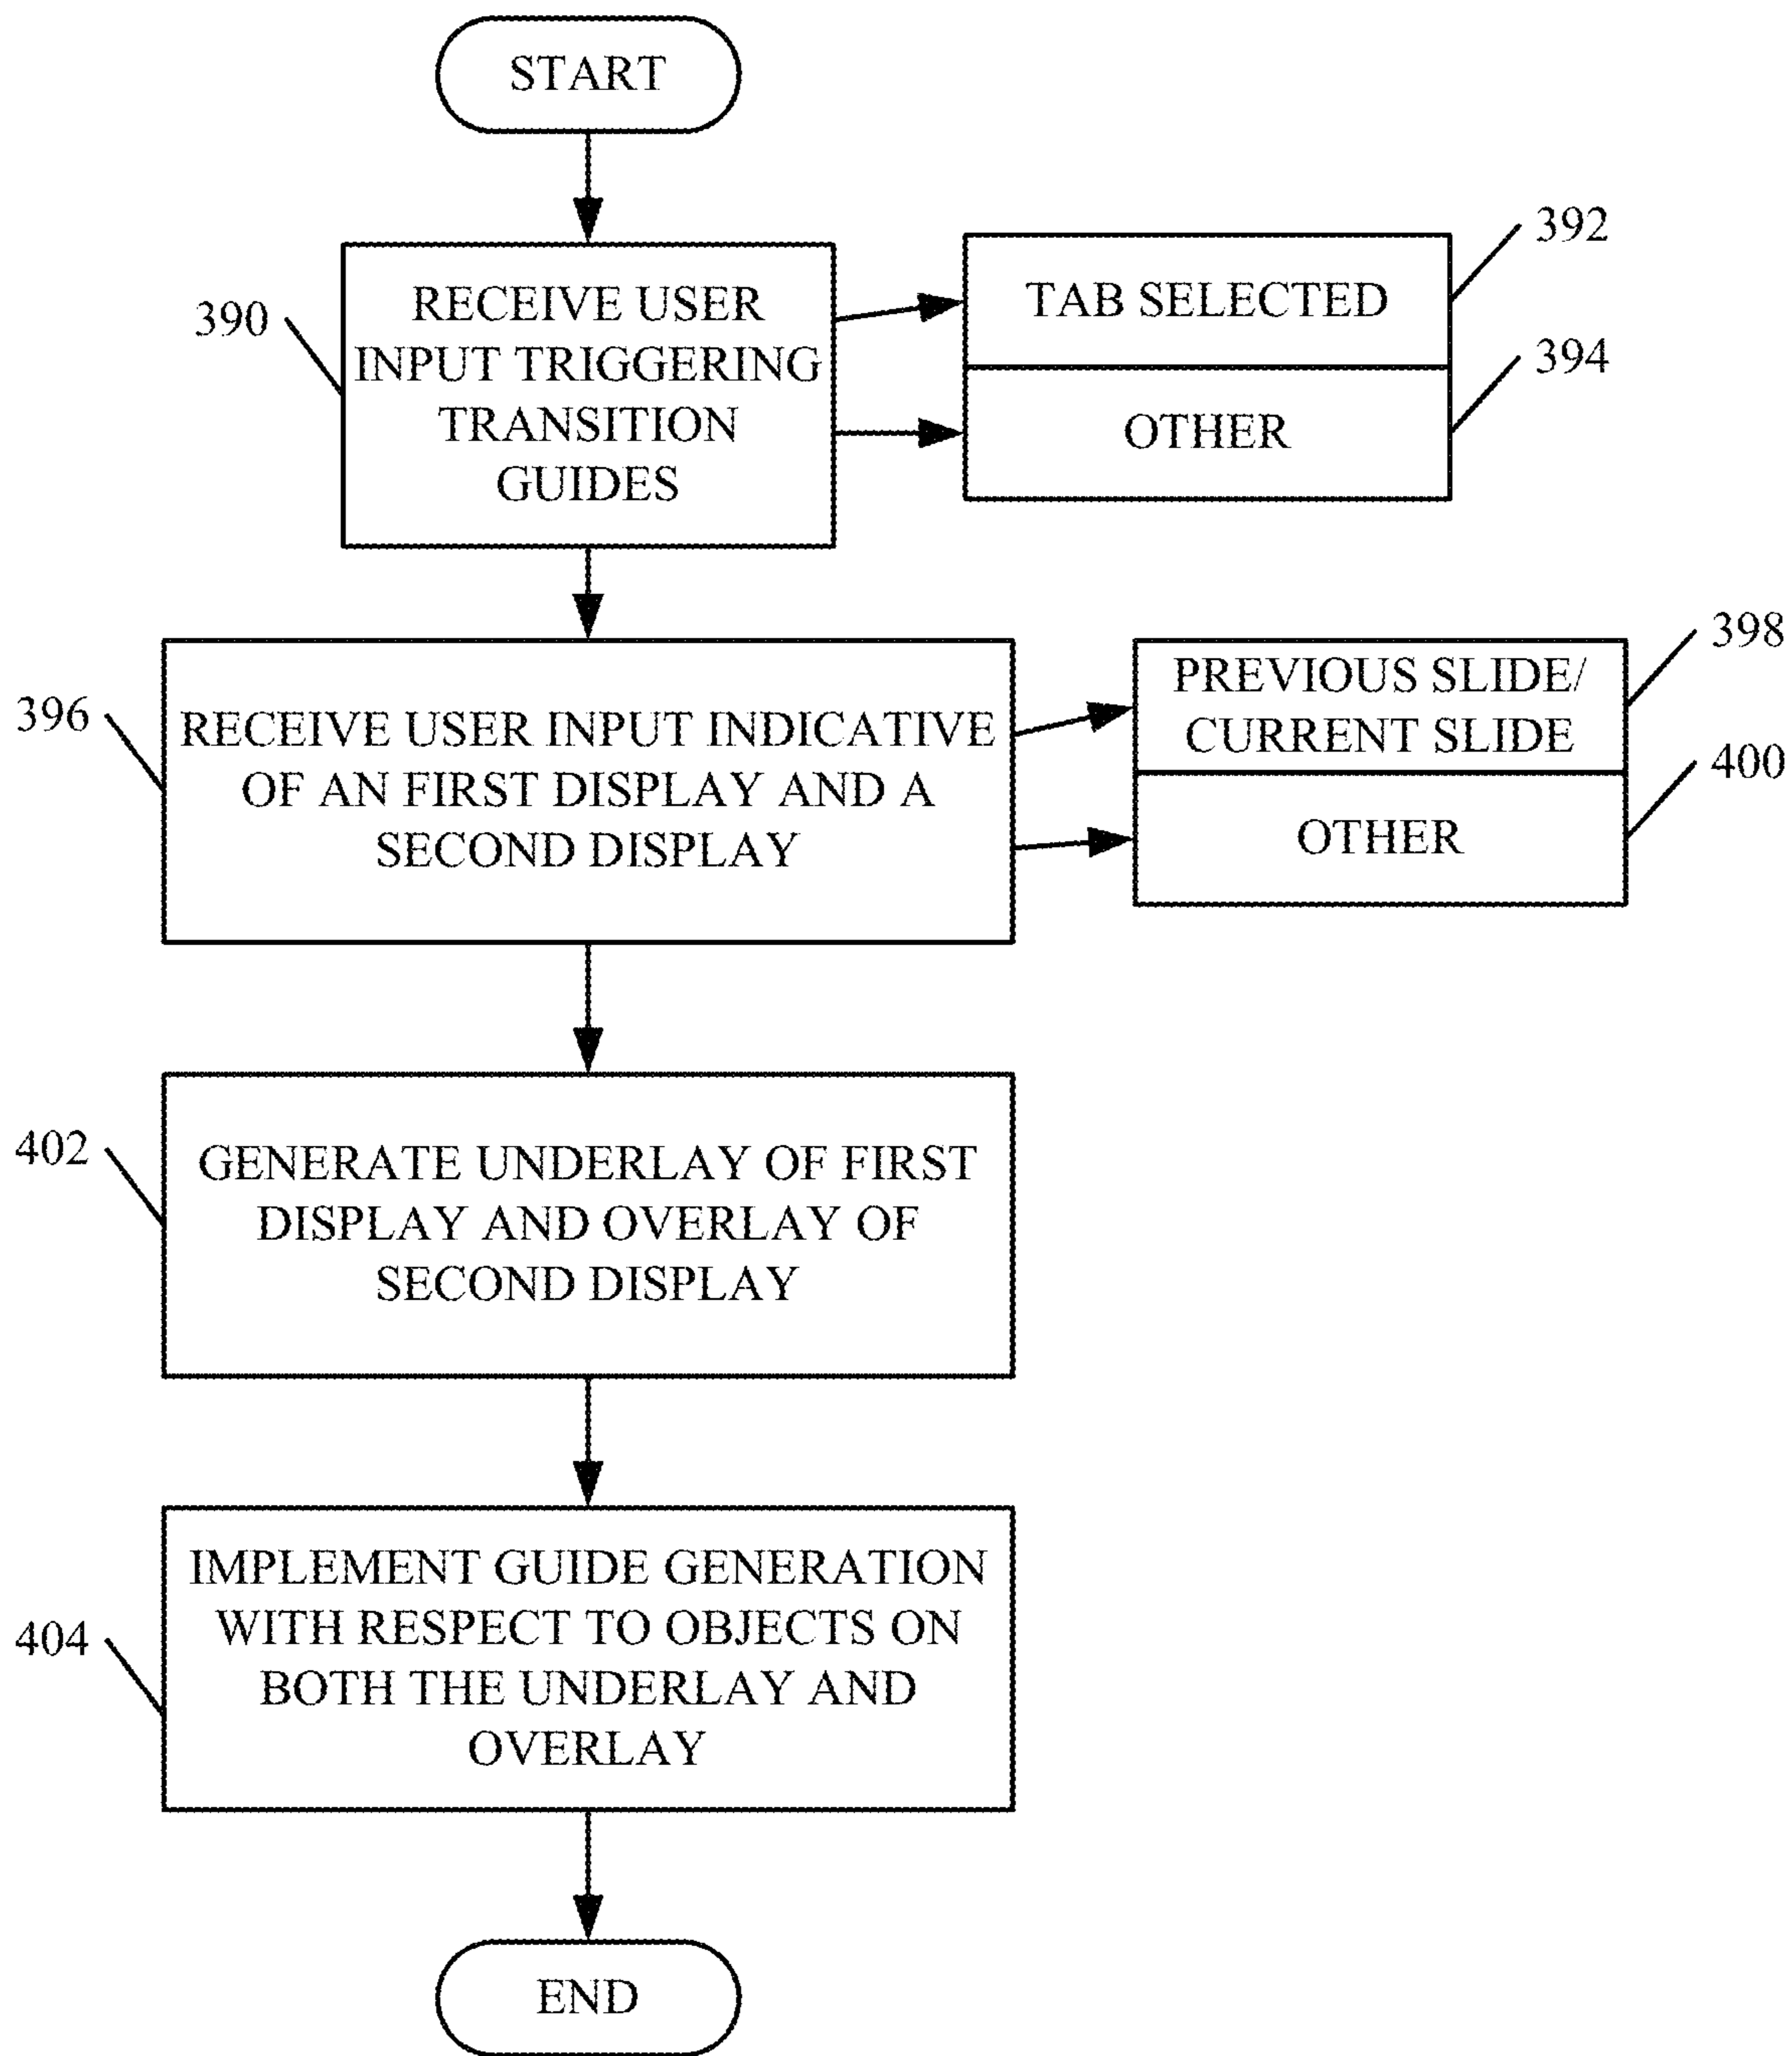 START
390
RECEIVE USER
INPUT TRIGGERING
TRANSITION
GUIDES
392
TAB SELECTED
394
OTHER
396
RECEIVE USER INPUT INDICATIVE
OF AN FIRST DISPLAY AND A
SECOND DISPLAY
398
PREVIOUS SLIDE/
CURRENT SLIDE
400
OTHER
402
GENERATE UNDERLAY OF FIRST
DISPLAY AND OVERLAY OF
SECOND DISPLAY
404
IMPLEMENT GUIDE GENERATION
WITH RESPECT TO OBJECTS ON
BOTH THE UNDERLAY AND
OVERLAY
END